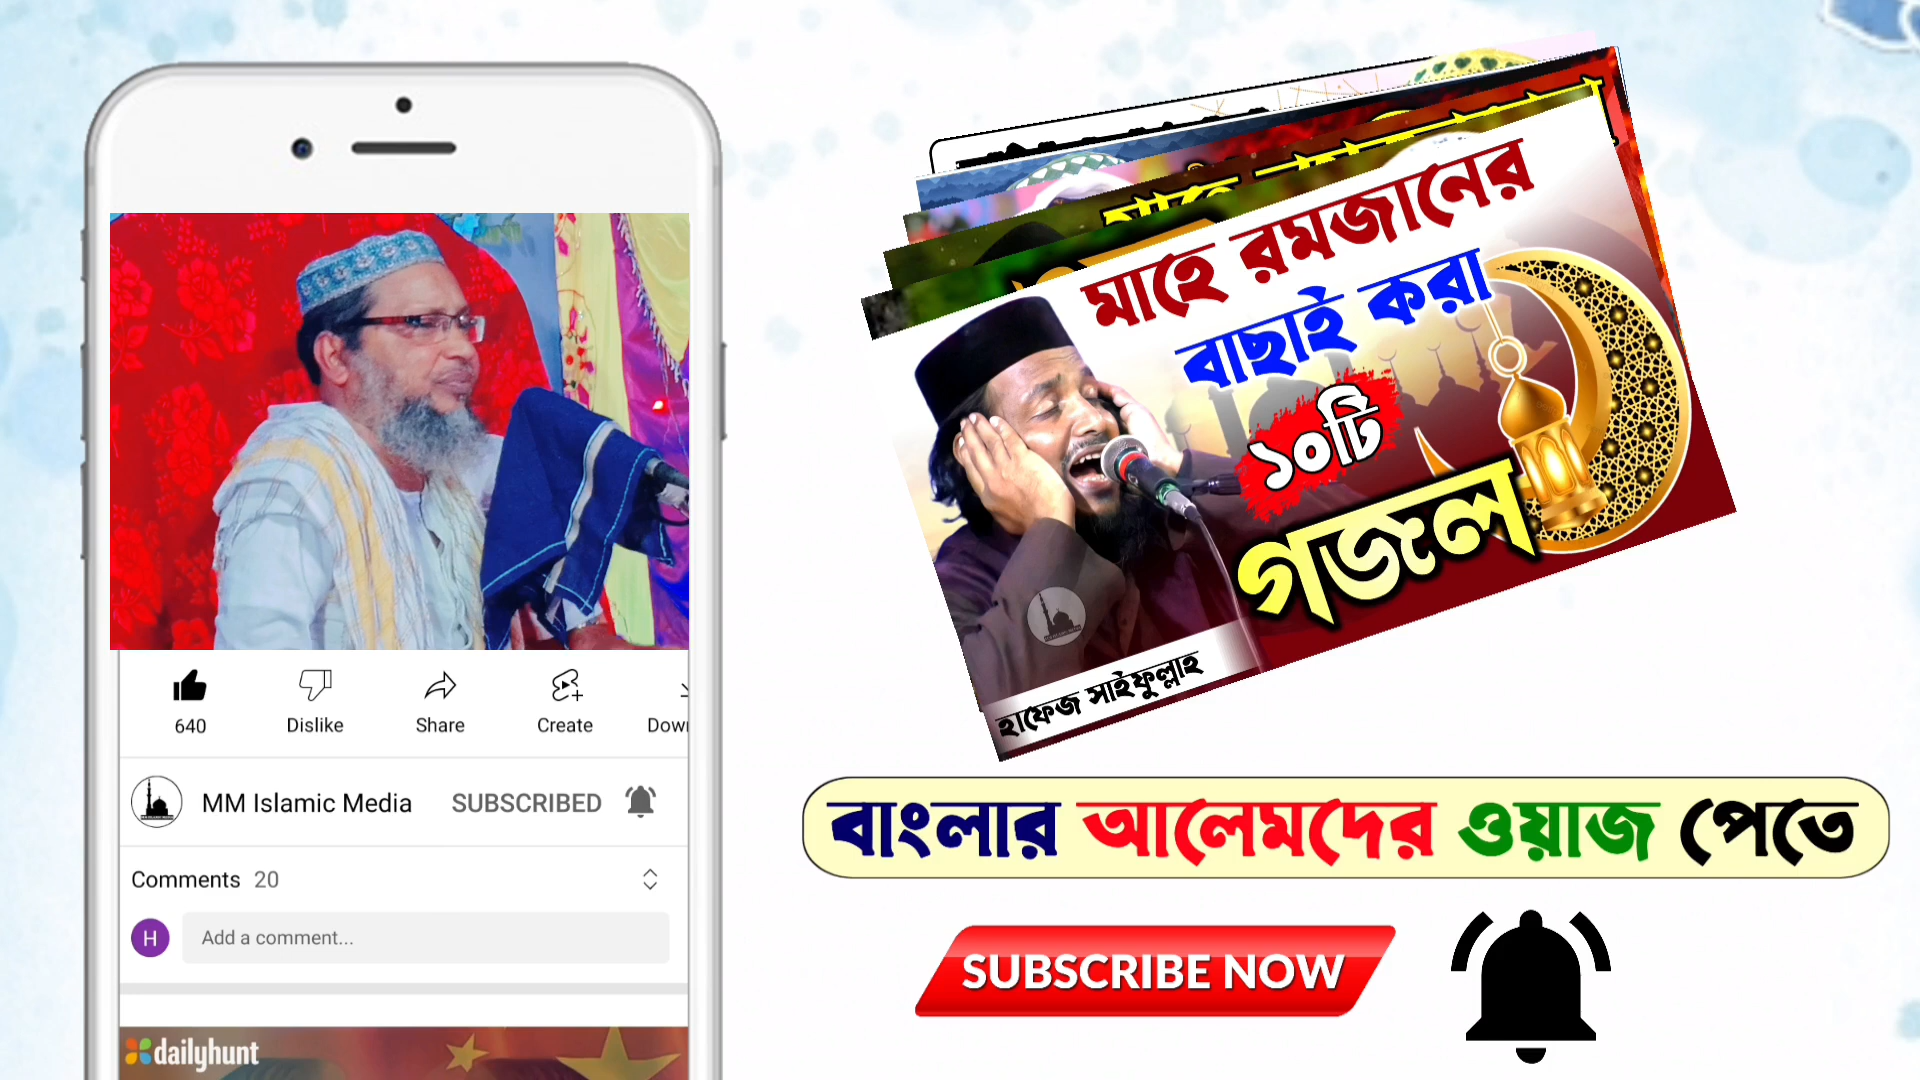 640
Dislike
Share
Create
Dow
MM Islamic Media
SUBSCRIBED
Comments 20
H
Add a comment...
dailyhunt
মাহে রমজানের
বাছাই করা
১০টি
গজল
হাফেজ সাইফুল্লাহ
বাংলার আলেমদের ওয়াজ পেতে
SUBSCRIBE NOW